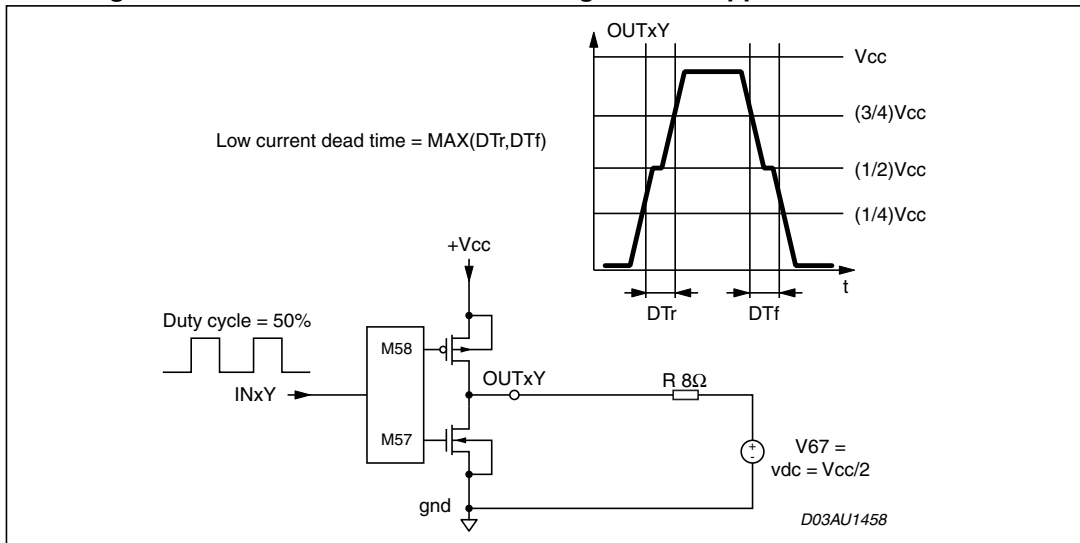 OUTxY
Vcc
(3/4)Vcc
Low current dead time = MAX(DTr,DTf)
(1/2)Vcc
(1/4)Vcc
+Vcc
t
DTr
DTf
Duty cycle = 50%
M58
OUTxY
R 8Ω
INxY
M57
V67 =
vdc = Vcc/2
+
-
gnd
D03AU1458